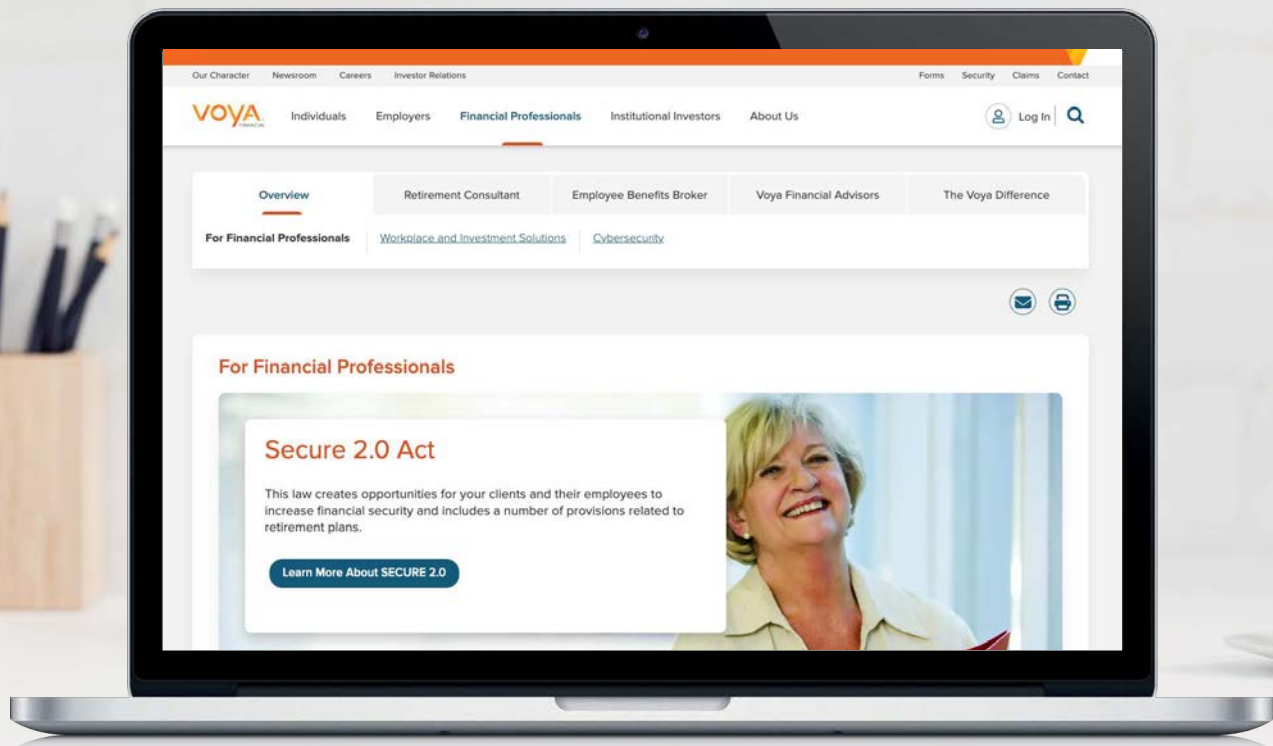 Our Character Newsroom Careers Investor Relations Forms Security Claims Contact
VOYA Individuals Employers Financial Professionals Institutional Investors About Us Log In
FINANCIAL
Overview Retirement Consultant Employee Benefits Broker Voya Financial Advisors The Voya Difference
For Financial Professionals Workplace and Investment Solutions Cybersecurity
For Financial Professionals
Secure 2.0 Act
This law creates opportunities for your clients and their employees to
increase financial security and includes a number of provisions related to
retirement plans.
Learn More About SECURE 2.0